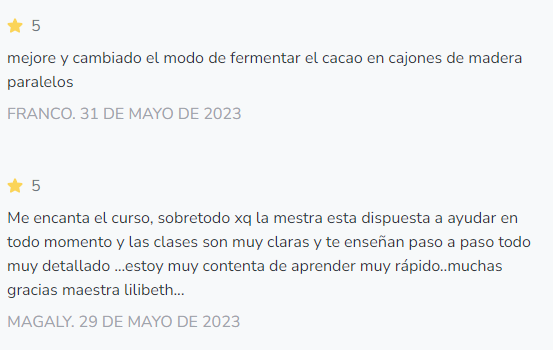 5
mejore y cambiado el modo de fermentar el cacao en cajones de madera
paralelos
FRANCO. 31 DE MAYO DE 2023
5
Me encanta el curso, sobretodo xq la mestra esta dispuesta a ayudar en
todo momento y las clases son muy claras y te enseñan paso a paso todo
muy detallado ...estoy muy contenta de aprender muy rápido..muchas
gracias maestra lilibeth...
MAGALY. 29 DE MAYO DE 2023